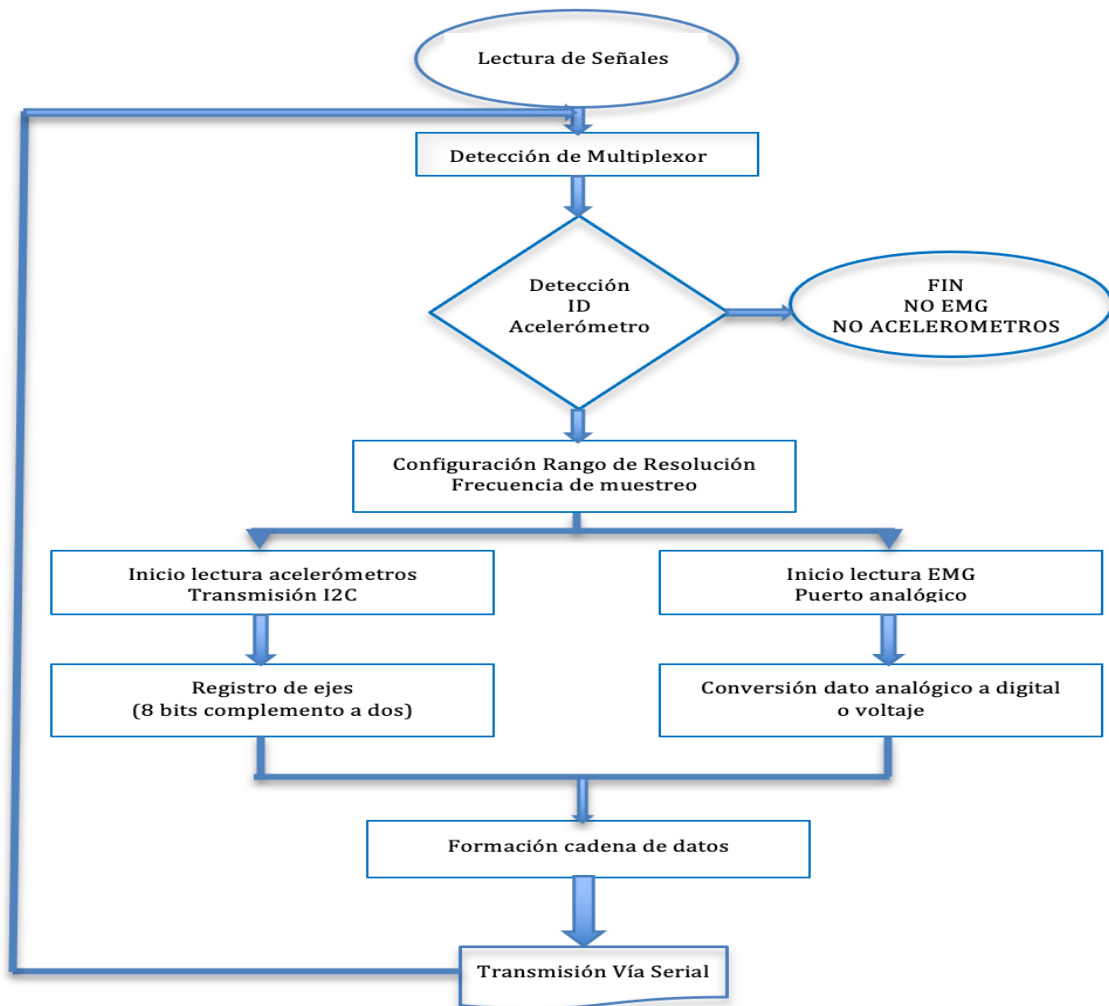 Lectura de Señales
Detección de Multiplexor
Detección
ID
Acelerómetro
FIN
NO EMG
NO ACELEROMETROS
Configuración Rango de Resolución
Frecuencia de muestreo
Inicio lectura acelerómetros
Transmisión I2C
Inicio lectura EMG
Puerto analógico
Registro de ejes
(8 bits complemento a dos)
Conversión dato analógico a digital
o voltaje
Formación cadena de datos
Transmisión Vía Serial